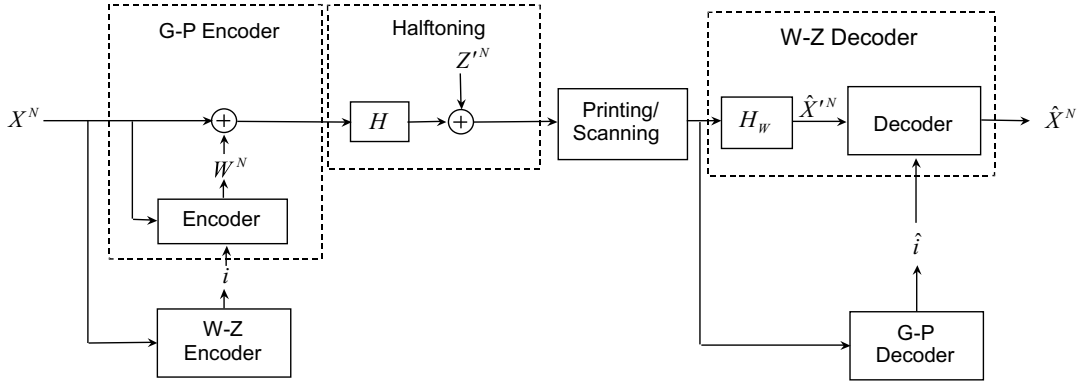 G-P Encoder
Halftoning
W-Z Decoder
Z'^N
X^N
+
H
+
Printing/
Scanning
H_W
X̂'^N
Decoder
X̂^N
W^N
Encoder
i
î
W-Z
Encoder
G-P
Decoder